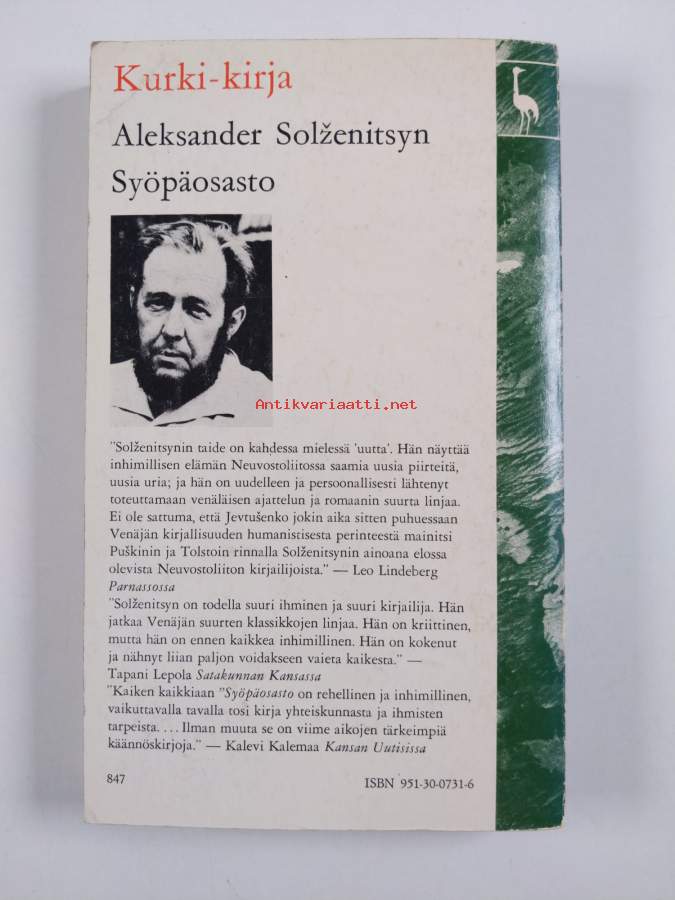 Kurki-kirja
Aleksander Solženitsyn
Syöpäosasto
Antikvariaatti.net
"Solženitsynin taide on kahdessa mielessä 'uutta'. Hän näyttää
inhimillisen elämän Neuvostoliitossa saamia uusia piirteitä,
uusia uria; ja hän on uudelleen ja persoonallisesti lähtenyt
toteuttamaan venäläisen ajattelun ja romaanin suurta linjaa.
Ei ole sattuma, että Jevtušenko jokin aika sitten puhuessaan
Venäjän kirjallisuuden humanistisesta perinteestä mainitsi
Puškinin ja Tolstoin rinnalla Solženitsynin ainoana elossa
olevista Neuvostoliiton kirjailijoista." — Leo Lindeberg
Parnassossa
"Solženitsyn on todella suuri ihminen ja suuri kirjailija. Hän
jatkaa Venäjän suurten klassikkojen linjaa. Hän on kriittinen,
mutta hän on ennen kaikkea inhimillinen. Hän on kokenut
ja nähnyt liian paljon voidakseen vaieta kaikesta." —
Tapani Lepola Satakunnan Kansassa
"Kaiken kaikkiaan "Syöpäosasto on rehellinen ja inhimillinen,
vaikuttavalla tavalla tosi kirja yhteiskunnasta ja ihmisten
tarpeista. . . . Ilman muuta se on viime aikojen tärkeimpiä
käännöskirjoja." — Kalevi Kalemaa Kansan Uutisissa
847
ISBN 951-30-0731-6